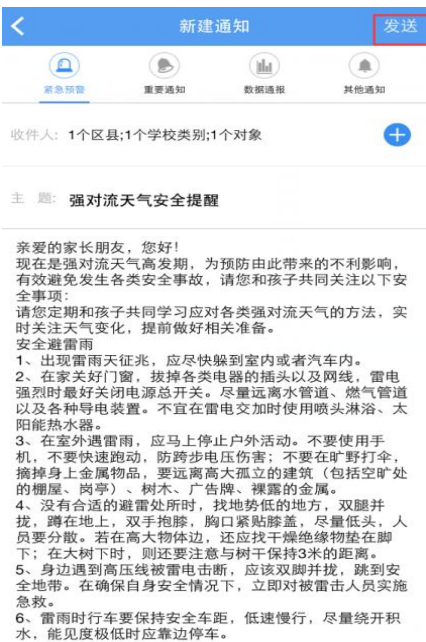 新建通知
发送
紧急预警
重要通知
数据通报
其他通知
收件人: 1个区县;1个学校类别;1个对象
主 题: 强对流天气安全提醒
亲爱的家长朋友，您好！
现在是强对流天气高发期，为预防由此带来的不利影响，
有效避免发生各类安全事故，请您和孩子共同关注以下安
全事项:
请您定期和孩子共同学习应对各类强对流天气的方法，实
时关注天气变化，提前做好相关准备。
安全避雷雨
1、出现雷雨天征兆，应尽快躲到室内或者汽车内。
2、在家关好门窗，拔掉各类电器的插头以及网线，雷电
强烈时最好关闭电源总开关。尽量远离水管道、燃气管道
以及各种导电装置。不宜在雷电交加时使用喷头淋浴、太
阳能热水器。
3、在室外遇雷雨，应马上停止户外活动。不要使用手
机，不要快速跑动，防跨步电压伤害；不要在旷野打伞，
摘掉身上金属物品，要远离高大孤立的建筑（包括空旷处
的棚屋、岗亭）、树木、广告牌、裸露的金属。
4、没有合适的避雷处所时，找地势低的地方，双腿并
拢，蹲在地上，双手抱膝，胸口紧贴膝盖，尽量低头，人
员要分散。若在高大物体边，还应找干燥绝缘物垫在脚
下；在大树下时，则还要注意与树干保持3米的距离。
5、身边遇到高压线被雷电击断，应该双脚并拢，跳到安
全地带。在确保自身安全情况下，立即对被雷击人员实施
急救。
6、雷雨时行车要保持安全车距，低速慢行，尽量绕开积
水，能见度极低时应靠边停车。